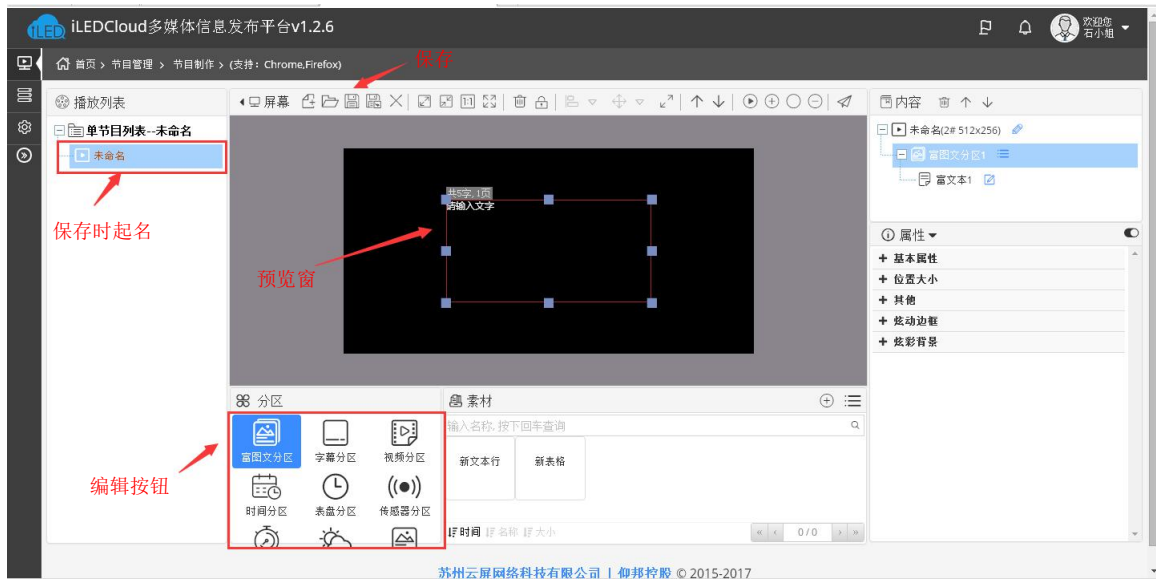 iLED iLEDCloud多媒体信息发布平台v1.2.6
欢迎您
石小姐
首页 > 节目管理 > 节目制作 > (支持: Chrome,Firefox)
保存
播放列表
屏幕
1:1
内容
单节目列表--未命名
未命名
未命名(2# 512x256)
富图文分区1
富文本1
共5字,1页
请输入文字
保存时起名
预览窗
属性
+ 基本属性
+ 位置大小
+ 其他
+ 炫动边框
+ 炫彩背景
分区
素材
输入名称, 按下回车查询
富图文分区
字幕分区
视频分区
新文本行
新表格
编辑按钮
时间分区
表盘分区
传感器分区
时间
名称
大小
« ‹ 0 / 0 › »
苏州云屏网络科技有限公司 | 仰邦控股 © 2015-2017